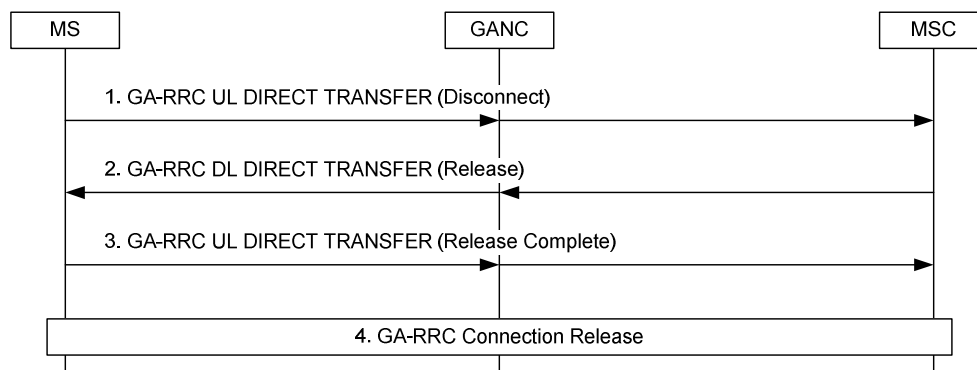 MS
GANC
MSC
1. GA-RRC UL DIRECT TRANSFER (Disconnect)
2. GA-RRC DL DIRECT TRANSFER (Release)
3. GA-RRC UL DIRECT TRANSFER (Release Complete)
4. GA-RRC Connection Release